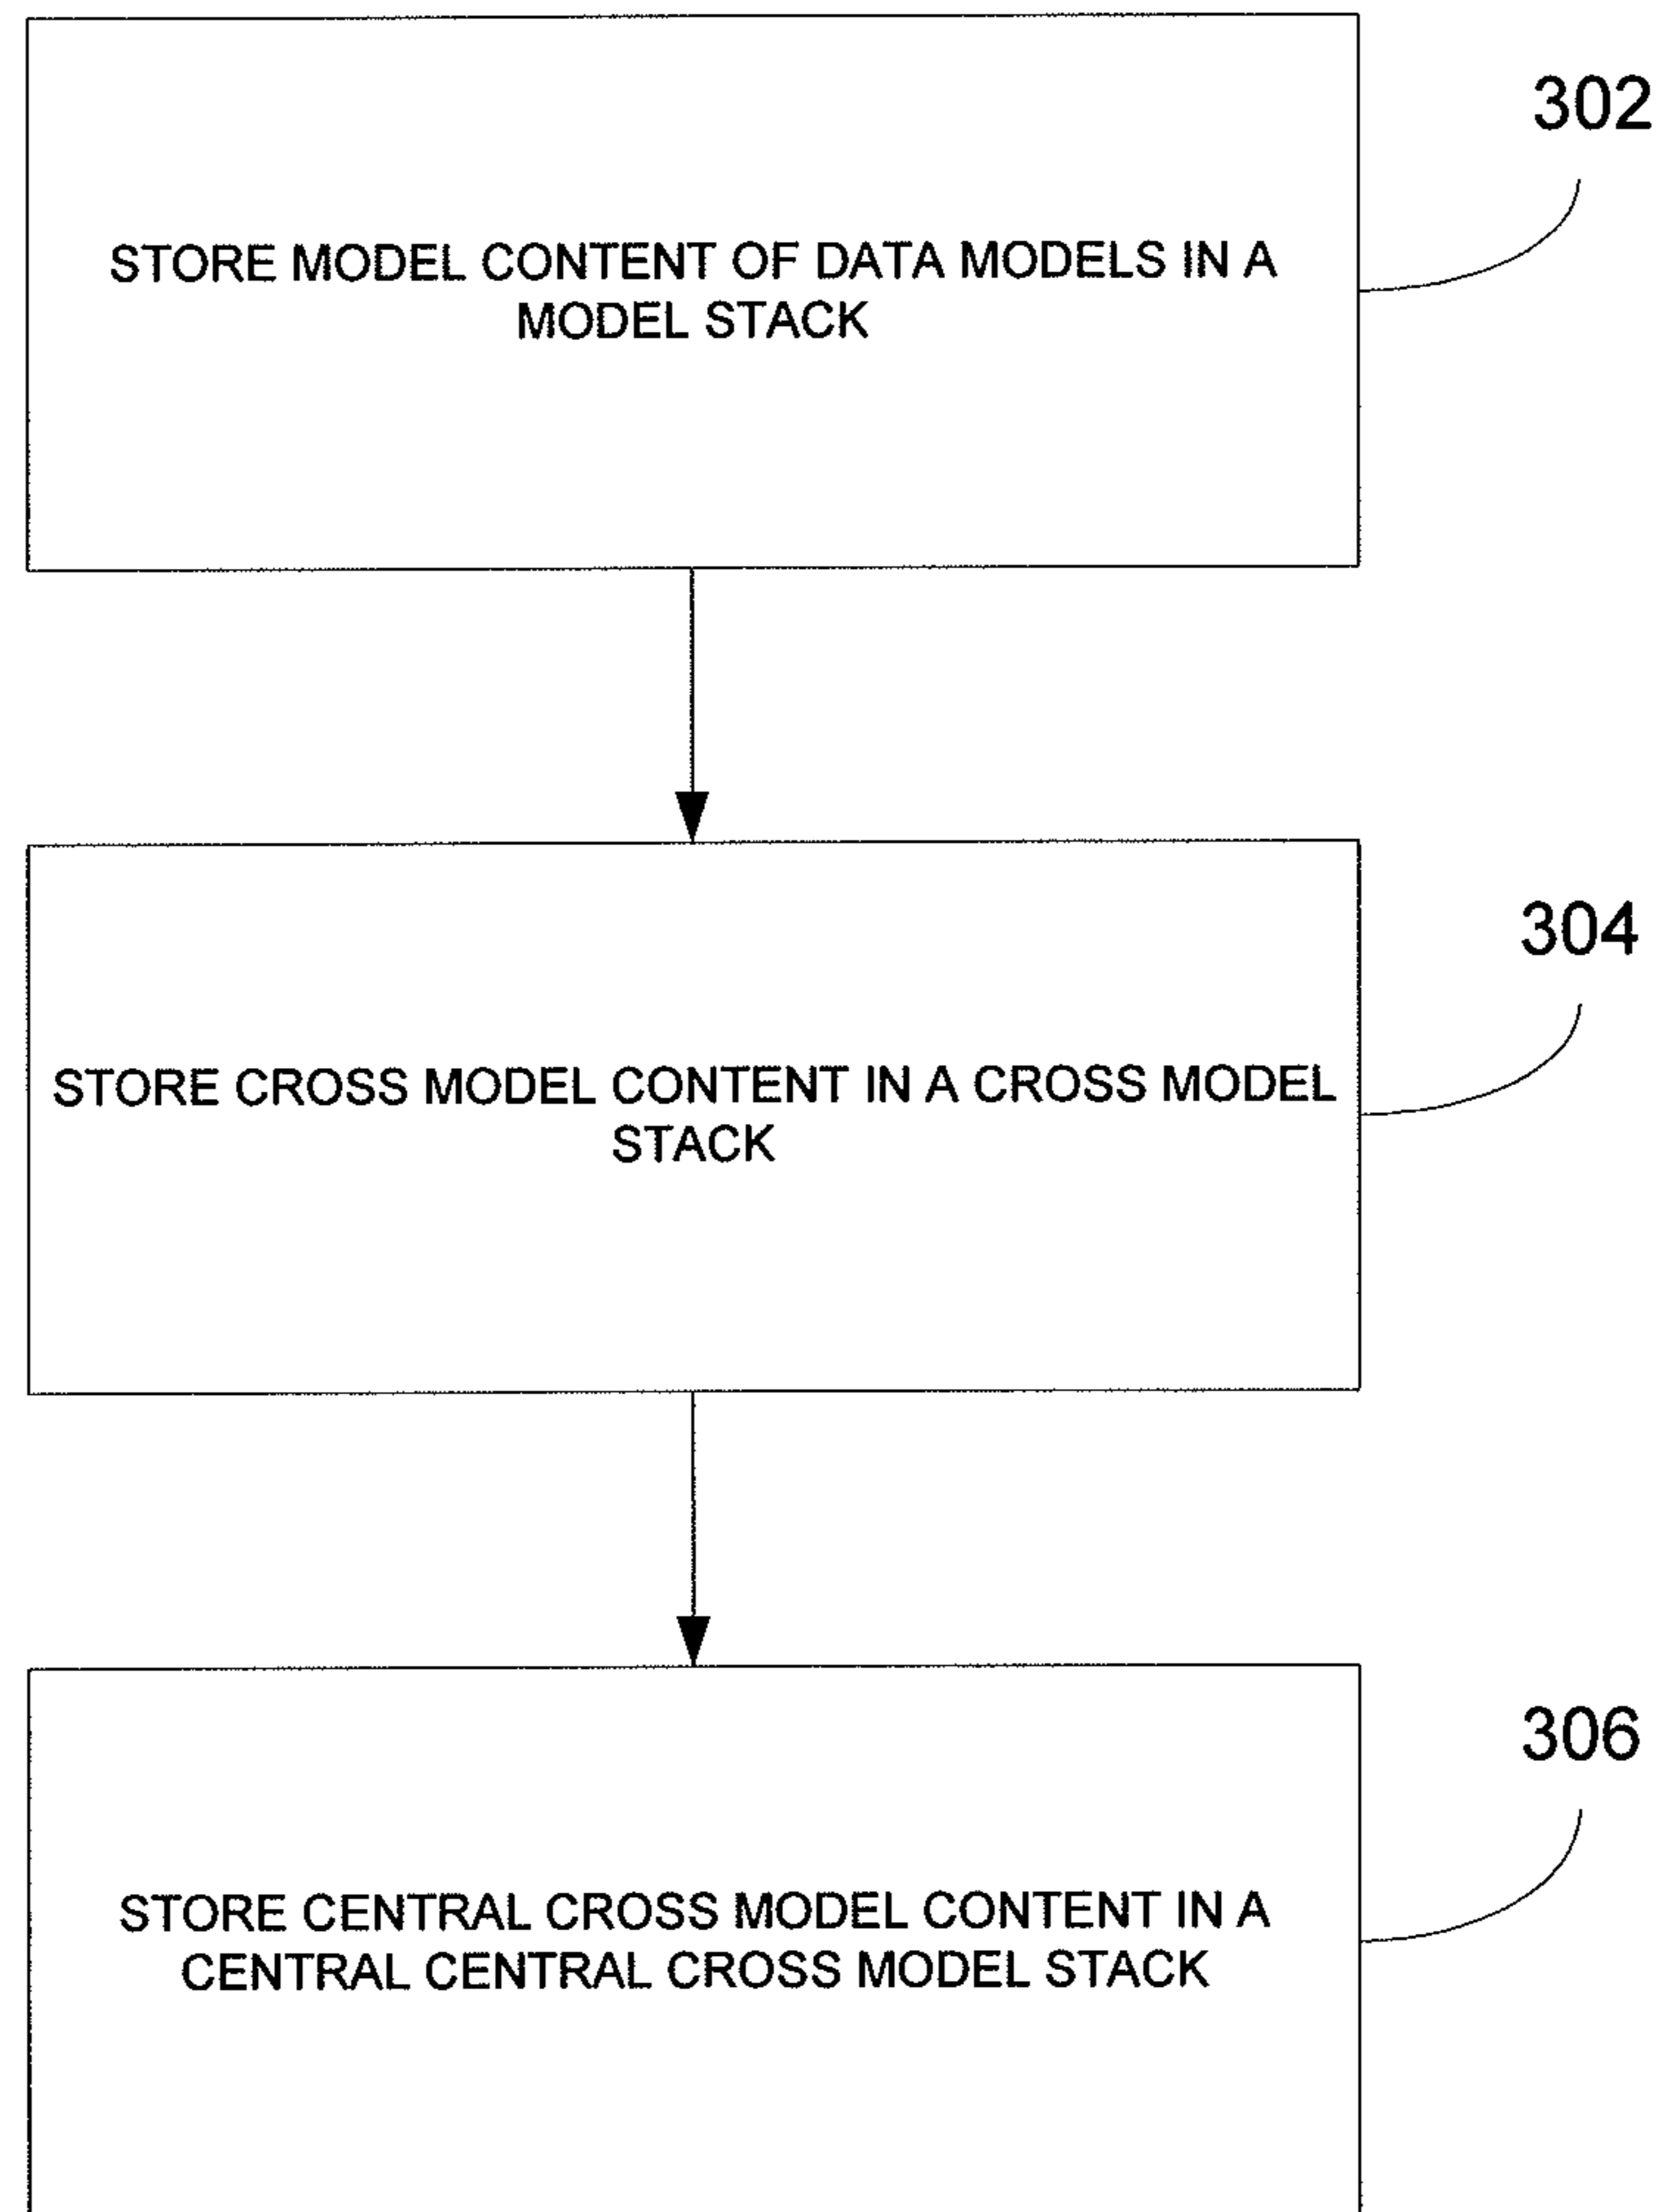 302
STORE MODEL CONTENT OF DATA MODELS IN A
MODEL STACK
304
STORE CROSS MODEL CONTENT IN A CROSS MODEL
STACK
306
STORE CENTRAL CROSS MODEL CONTENT IN A
CENTRAL CENTRAL CROSS MODEL STACK